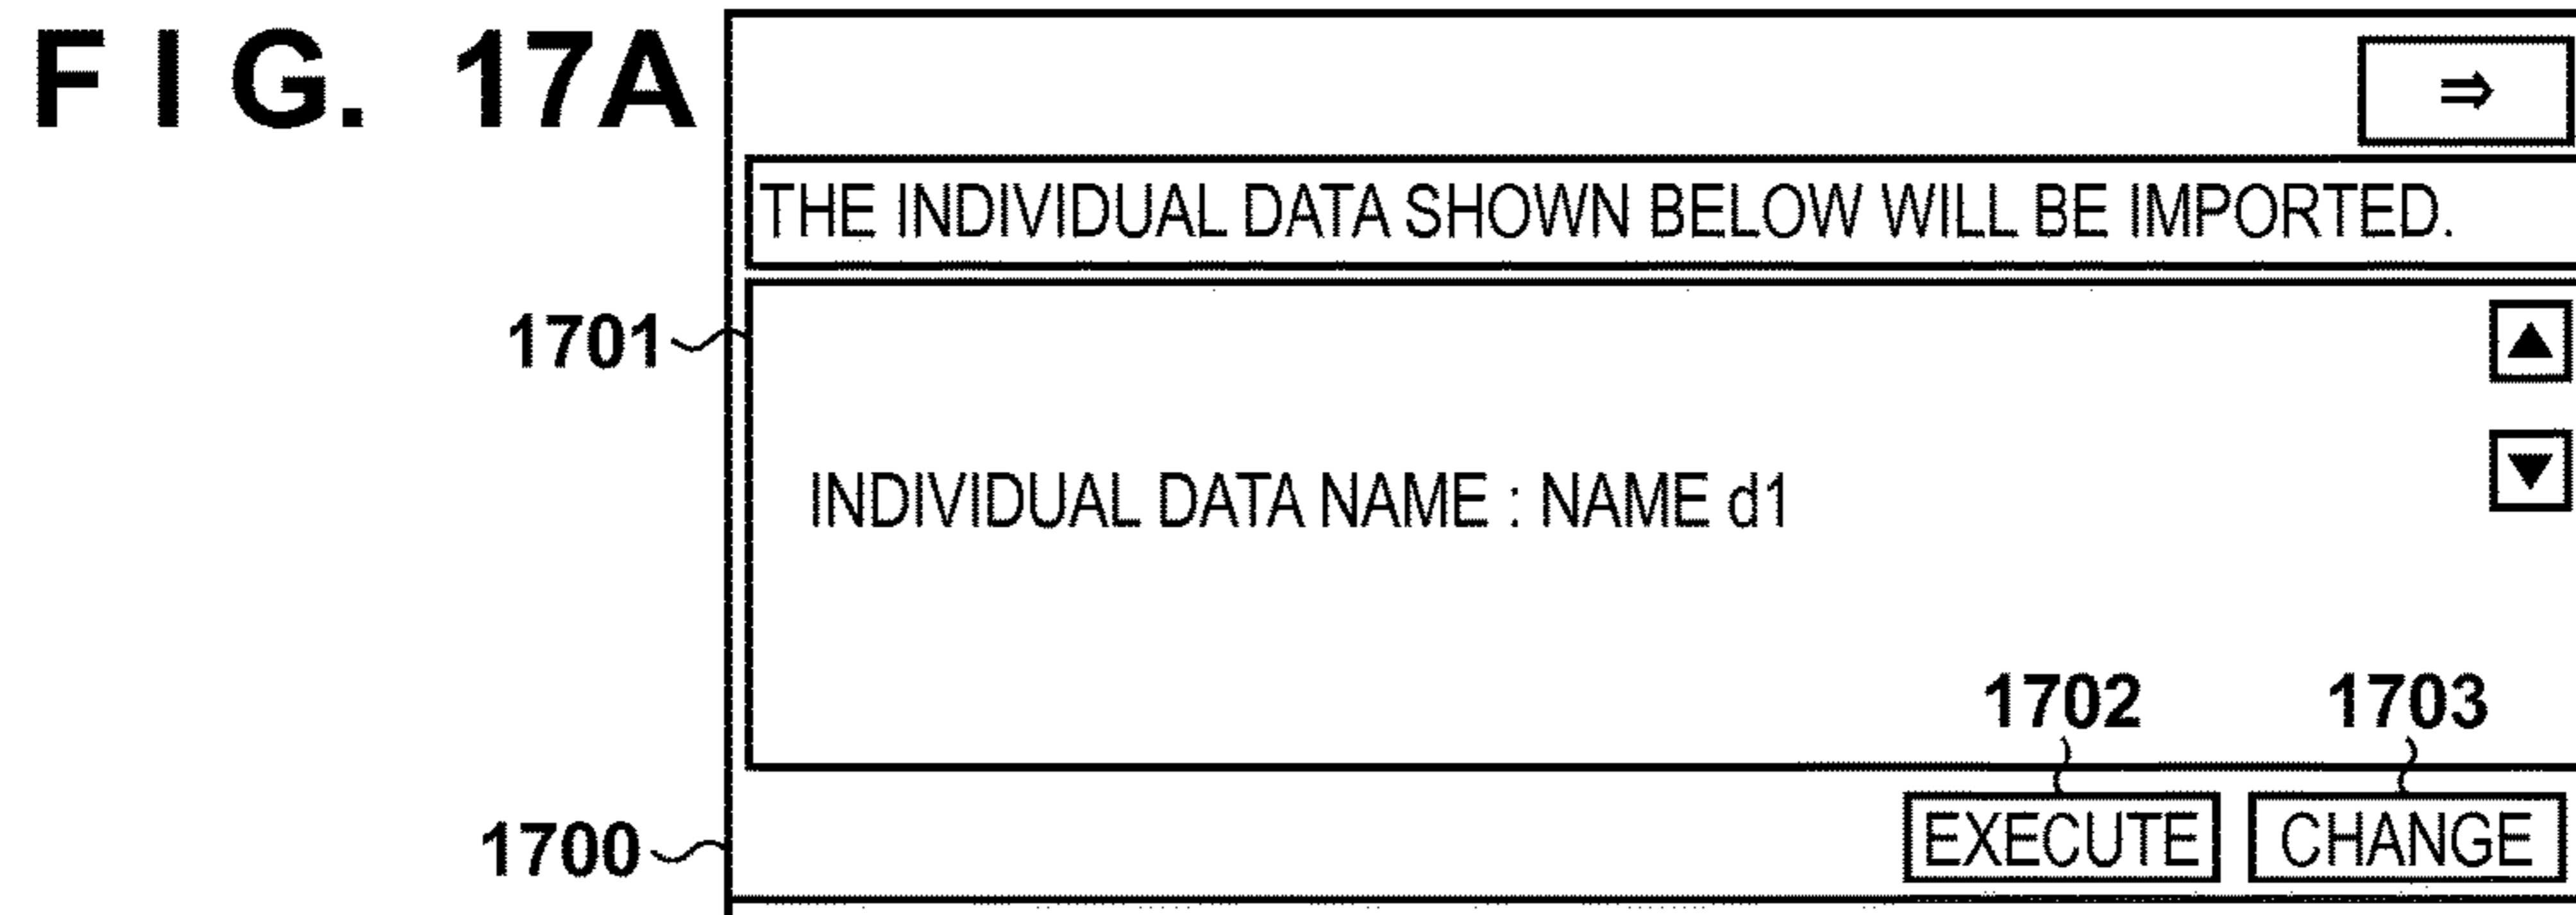 F I G. 17A
⇒
THE INDIVIDUAL DATA SHOWN BELOW WILL BE IMPORTED.
1701
▲
▼
INDIVIDUAL DATA NAME : NAME d1
1702 1703
1700
EXECUTE CHANGE